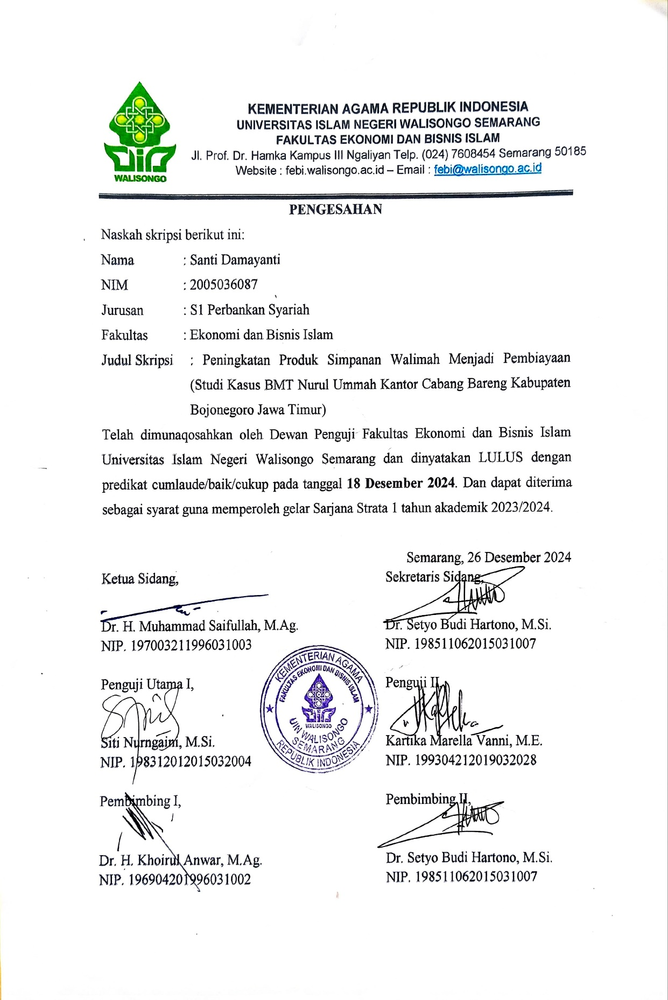 WALISONGO
KEMENTERIAN AGAMA REPUBLIK INDONESIA
UNIVERSITAS ISLAM NEGERI WALISONGO SEMARANG
FAKULTAS EKONOMI DAN BISNIS ISLAM
Jl. Prof. Dr. Hamka Kampus III Ngaliyan Telp. (024) 7608454 Semarang 50185
Website : febi.walisongo.ac.id – Email : febi@walisongo.ac.id
PENGESAHAN
Naskah skripsi berikut ini:
Nama : Santi Damayanti
NIM : 2005036087
Jurusan : S1 Perbankan Syariah
Fakultas : Ekonomi dan Bisnis Islam
Judul Skripsi : Peningkatan Produk Simpanan Walimah Menjadi Pembiayaan
(Studi Kasus BMT Nurul Ummah Kantor Cabang Bareng Kabupaten
Bojonegoro Jawa Timur)
Telah dimunaqosahkan oleh Dewan Penguji Fakultas Ekonomi dan Bisnis Islam
Universitas Islam Negeri Walisongo Semarang dan dinyatakan LULUS dengan
predikat cumlaude/baik/cukup pada tanggal 18 Desember 2024. Dan dapat diterima
sebagai syarat guna memperoleh gelar Sarjana Strata 1 tahun akademik 2023/2024.
Semarang, 26 Desember 2024
Ketua Sidang,
Sekretaris Sidang,
Dr. H. Muhammad Saifullah, M.Ag.
NIP. 197003211996031003
Dr. Setyo Budi Hartono, M.Si.
NIP. 198511062015031007
KEMENTERIAN AGAMA
FAKULTAS EKONOMI DAN BISNIS ISLAM
WALISONGO
UIN WALISONGO
SEMARANG
REPUBLIK INDONESIA
Penguji Utama I,
Penguji II,
Siti Nurngaini, M.Si.
NIP. 198312012015032004
Kartika Marella Vanni, M.E.
NIP. 199304212019032028
Pembimbing I,
Pembimbing II,
Dr. H. Khoirul Anwar, M.Ag.
NIP. 196904201996031002
Dr. Setyo Budi Hartono, M.Si.
NIP. 198511062015031007